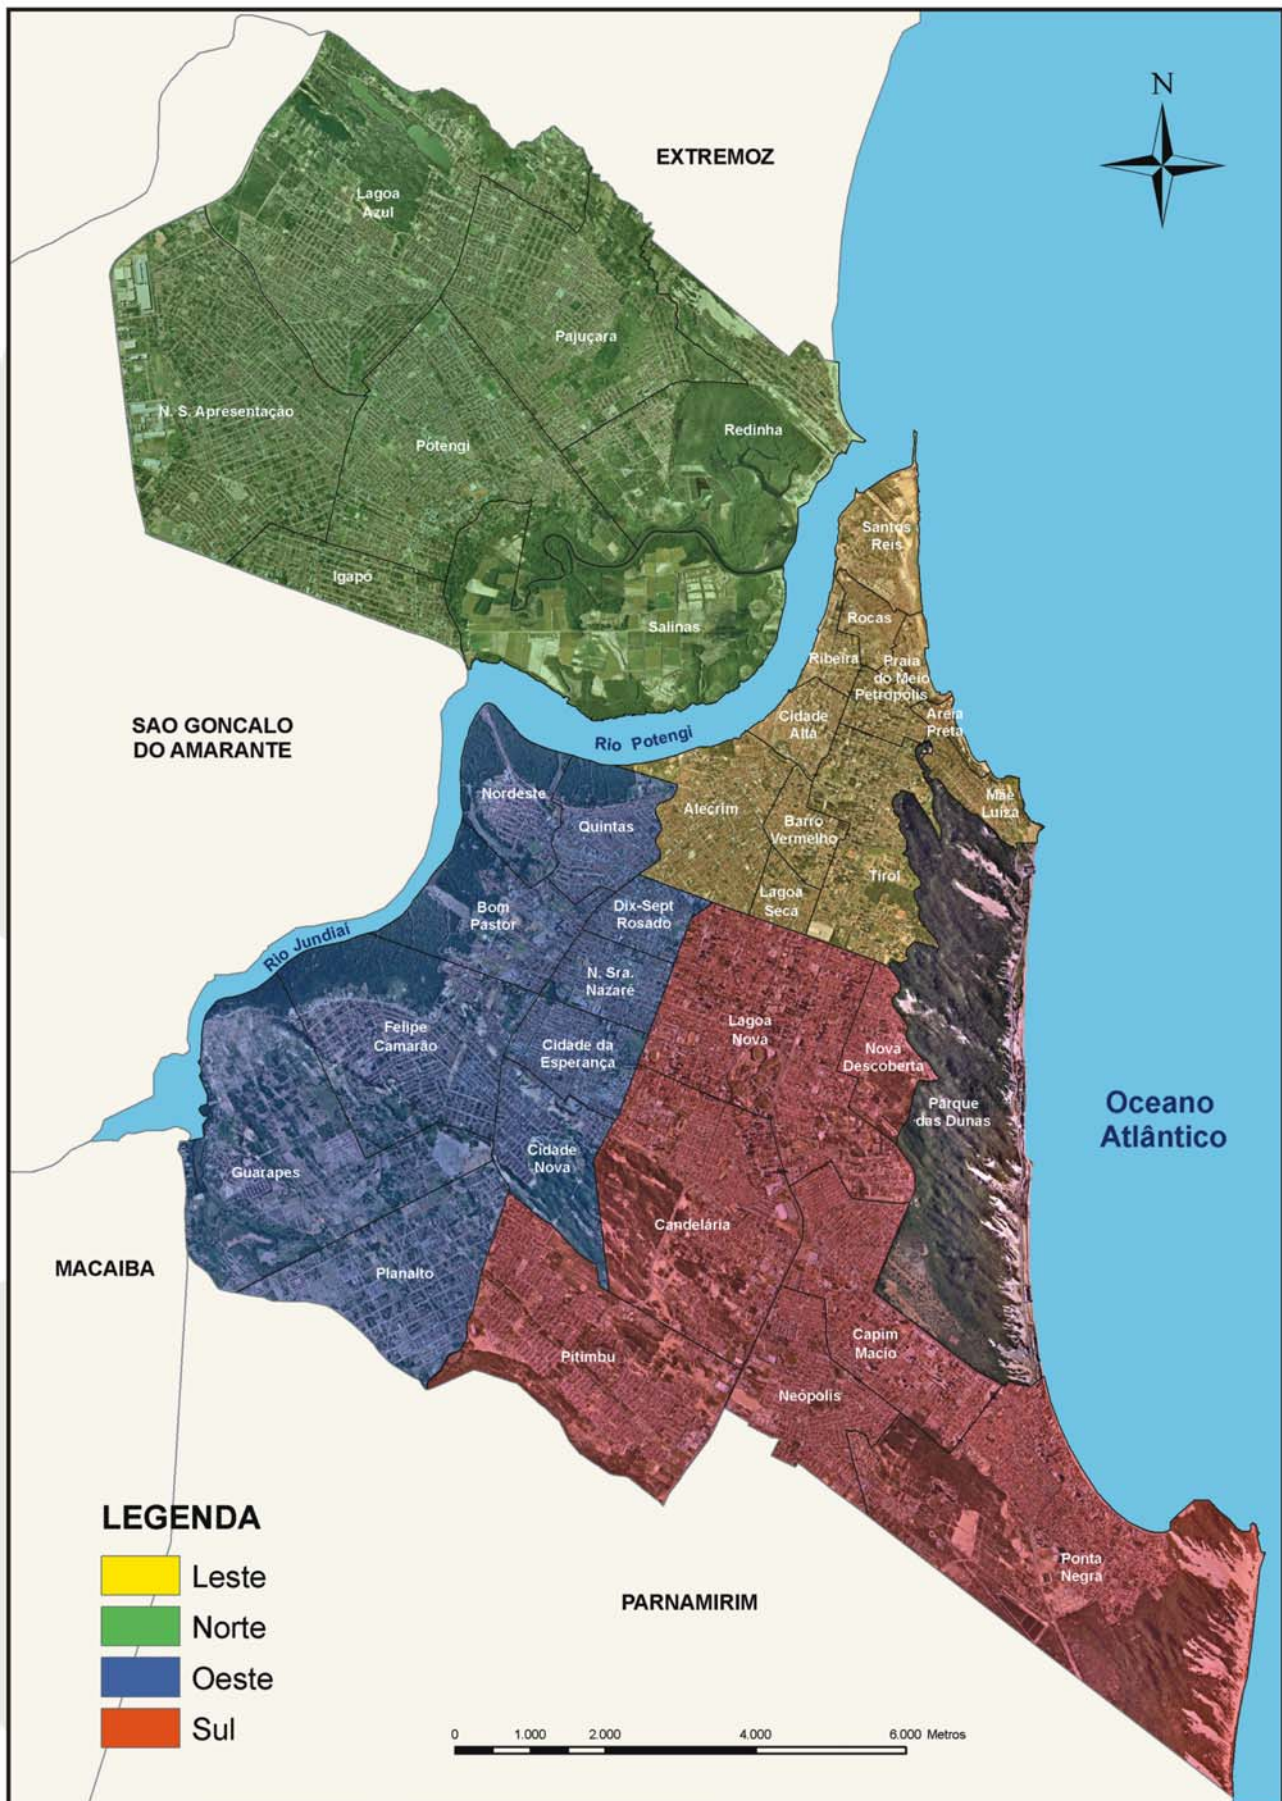 N
EXTREMOZ
Lagoa
Azul
Pajuçara
N. S. Apresentação
Potengi
Redinha
Igapó
Salinas
Santos
Reis
Rocas
Ribeira
Praia
do Meio
Petrópolis
Cidade
Alta
Areia
Preta
SAO GONCALO
DO AMARANTE
Rio Potengi
Nordeste
Quintas
Alecrim
Barro
Vermelho
Mãe
Luiza
Tirol
Lagoa
Seca
Bom
Pastor
Dix-Sept
Rosado
Rio Jundiaí
N. Sra.
Nazaré
Felipe
Camarão
Cidade da
Esperança
Lagoa
Nova
Nova
Descoberta
Parque
das Dunas
Oceano
Atlântico
Guarapes
Cidade
Nova
Candelária
MACAIBA
Planalto
Pitimbu
Capim
Macio
Neópolis
Ponta
Negra
PARNAMIRIM
LEGENDA
Leste
Norte
Oeste
Sul
0 1.000 2.000 4.000 6.000 Metros